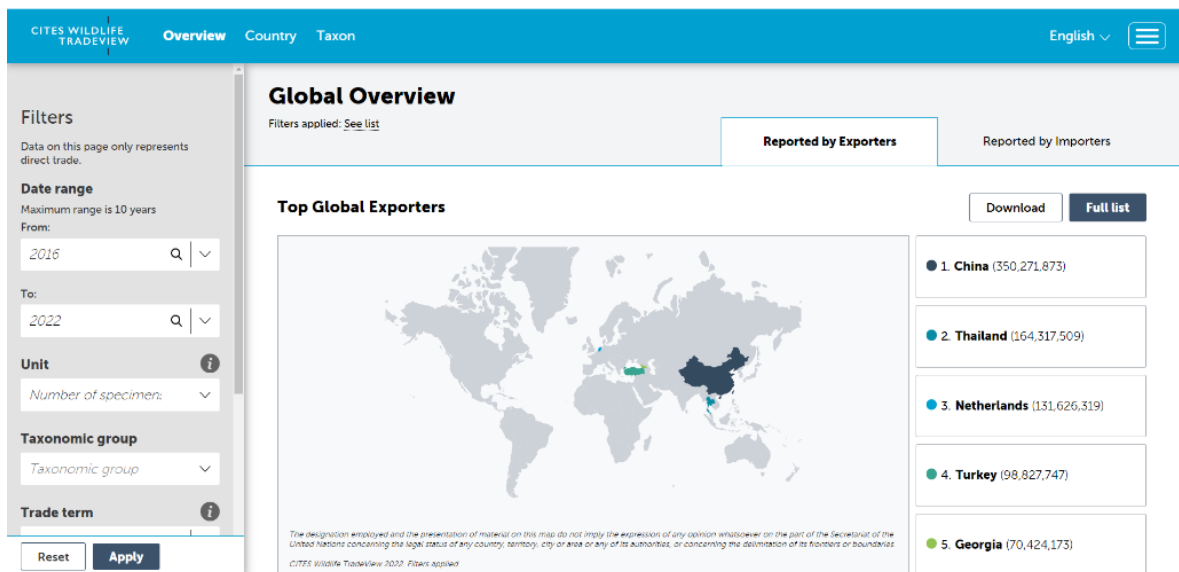 CITES WILDLIFE
TRADEVIEW
Overview
Country
Taxon
English
Filters
Data on this page only represents
direct trade.
Date range
Maximum range is 10 years
From:
2016
To:
2022
Unit
i
Number of specimen:
Taxonomic group
Taxonomic group
Trade term
i
Reset
Apply
Global Overview
Filters applied: See list
Reported by Exporters
Reported by Importers
Top Global Exporters
Download
Full list
The designation employed and the presentation of material on this map do not imply the expression of any opinion whatsoever on the part of the Secretariat of the
United Nations concerning the legal status of any country, territory, city or area or any of its authorities, or concerning the delimitation of its frontiers or boundaries
CITES Wildlife TradeView 2022. Filters applied
1. China (350,271,873)
2. Thailand (164,317,509)
3. Netherlands (131,626,319)
4. Turkey (98,827,747)
5. Georgia (70,424,173)